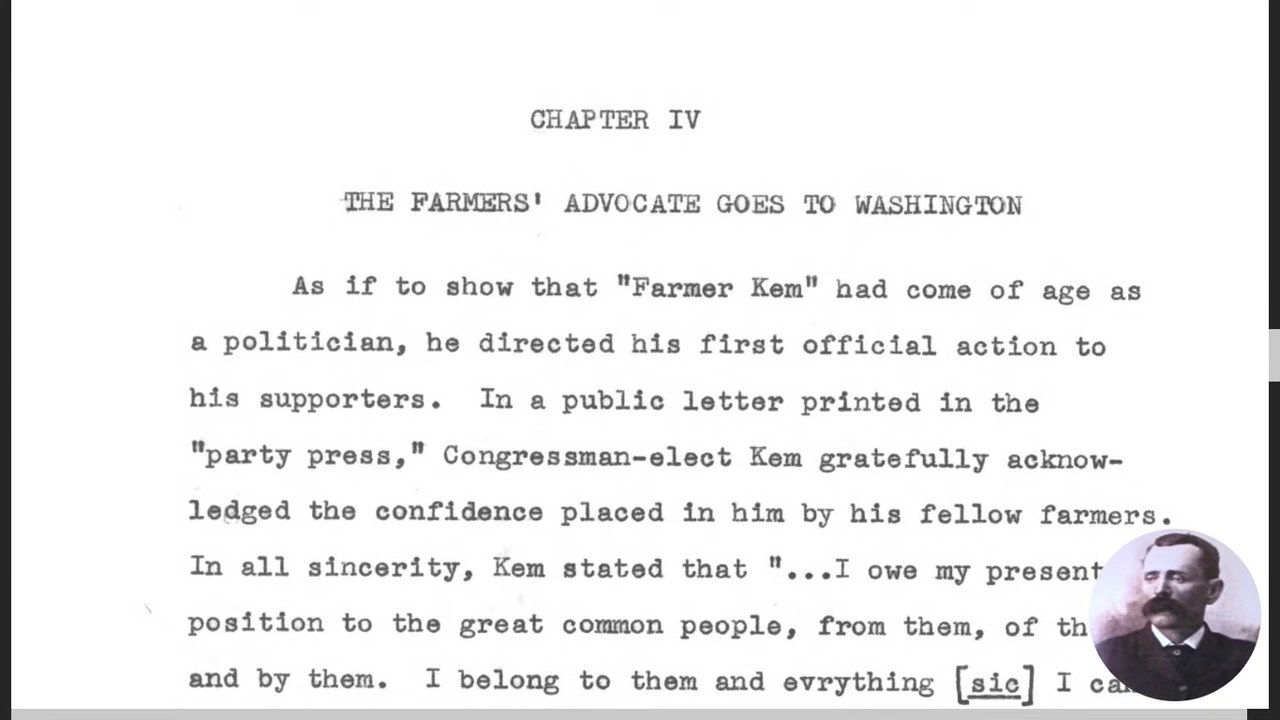 CHAPTER IV
THE FARMERS' ADVOCATE GOES TO WASHINGTON
As if to show that "Farmer Kem" had come of age as
a politician, he directed his first official action to
his supporters. In a public letter printed in the
"party press," Congressman-elect Kem gratefully acknow-
ledged the confidence placed in him by his fellow farmers.
In all sincerity, Kem stated that "...I owe my present
position to the great common people, from them, of
and by them. I belong to them and evrything [sic] I